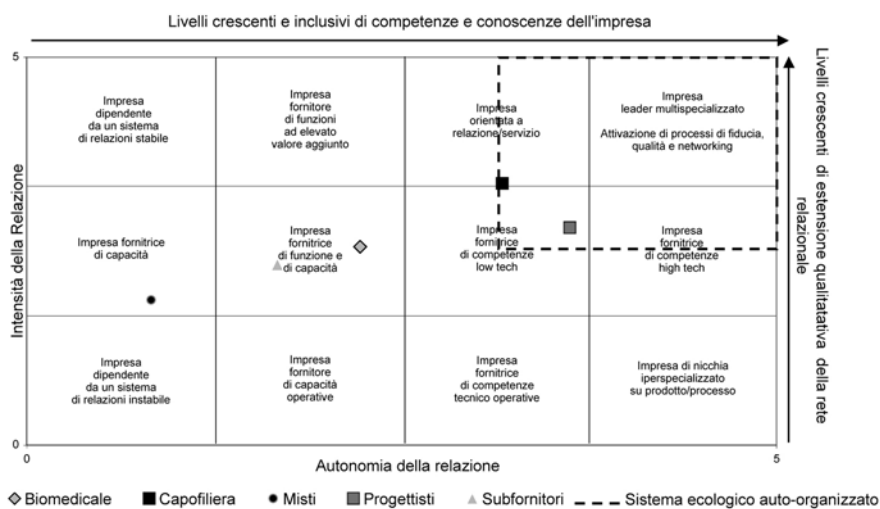 Livelli crescenti e inclusivi di competenze e conoscenze dell'impresa
5
Impresa
dipendente
da un sistema
di relazioni stabile
Impresa
fornitore
di funzioni
ad elevato
valore aggiunto
Impresa
orientata a
relazione/servizio
Impresa
leader multispecializzato
Attivazione di processi di fiducia,
qualità e networking
Impresa fornitrice
di capacità
Impresa
fornitrice
di funzione e
di capacità
Impresa
fornitrice
di competenze
low tech
Impresa
fornitrice
di competenze
high tech
Impresa
dipendente
da un sistema
di relazioni instabile
Impresa
fornitore
di capacità
operative
Impresa
fornitrice
di competenze
tecnico operative
Impresa di nicchia
iperspecializzato
su prodotto/processo
Intensità della Relazione
Livelli crescenti di estensione qualitatativa della rete
relazionale
0
0
5
Autonomia della relazione
Biomedicale
Capofiliera
Misti
Progettisti
Subfornitori
Sistema ecologico auto-organizzato